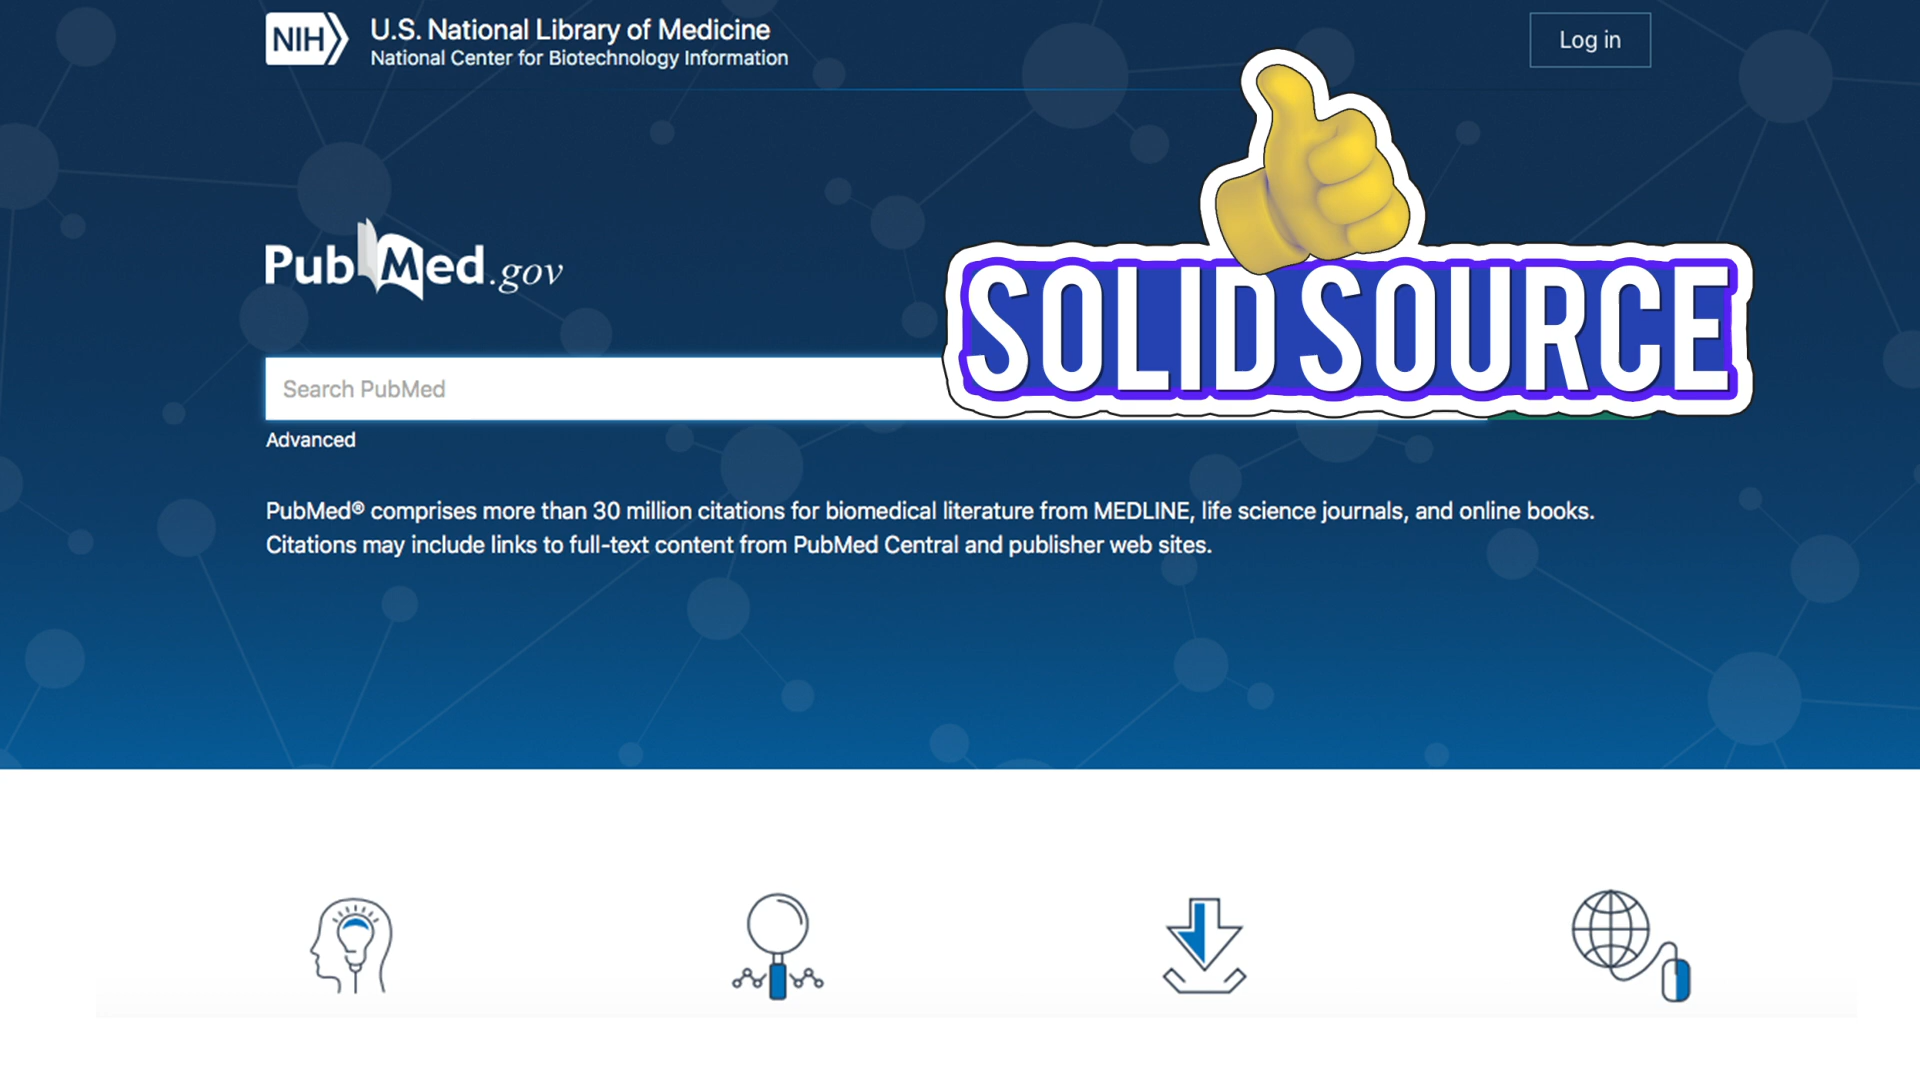 NIH
U.S. National Library of Medicine
National Center for Biotechnology Information
Log in
PubMed.gov
SOLID SOURCE
Search PubMed
Advanced
PubMed® comprises more than 30 million citations for biomedical literature from MEDLINE, life science journals, and online books.
Citations may include links to full-text content from PubMed Central and publisher web sites.